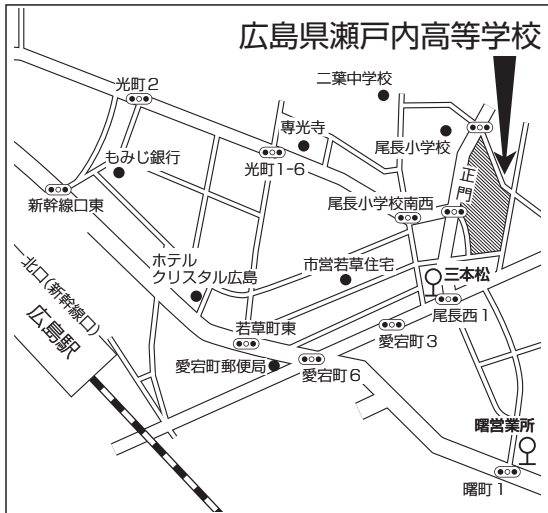 広島県瀬戸内高等学校
光町2
二葉中学校
専光寺
尾長小学校
もみじ銀行
光町1-6
正門
新幹線口東
尾長小学校南西
北口(新幹線口)
広島駅
ホテル
クリスタル広島
市営若草住宅
三本松
尾長西1
若草町東
愛宕町3
愛宕町郵便局
愛宕町6
曙営業所
曙町1